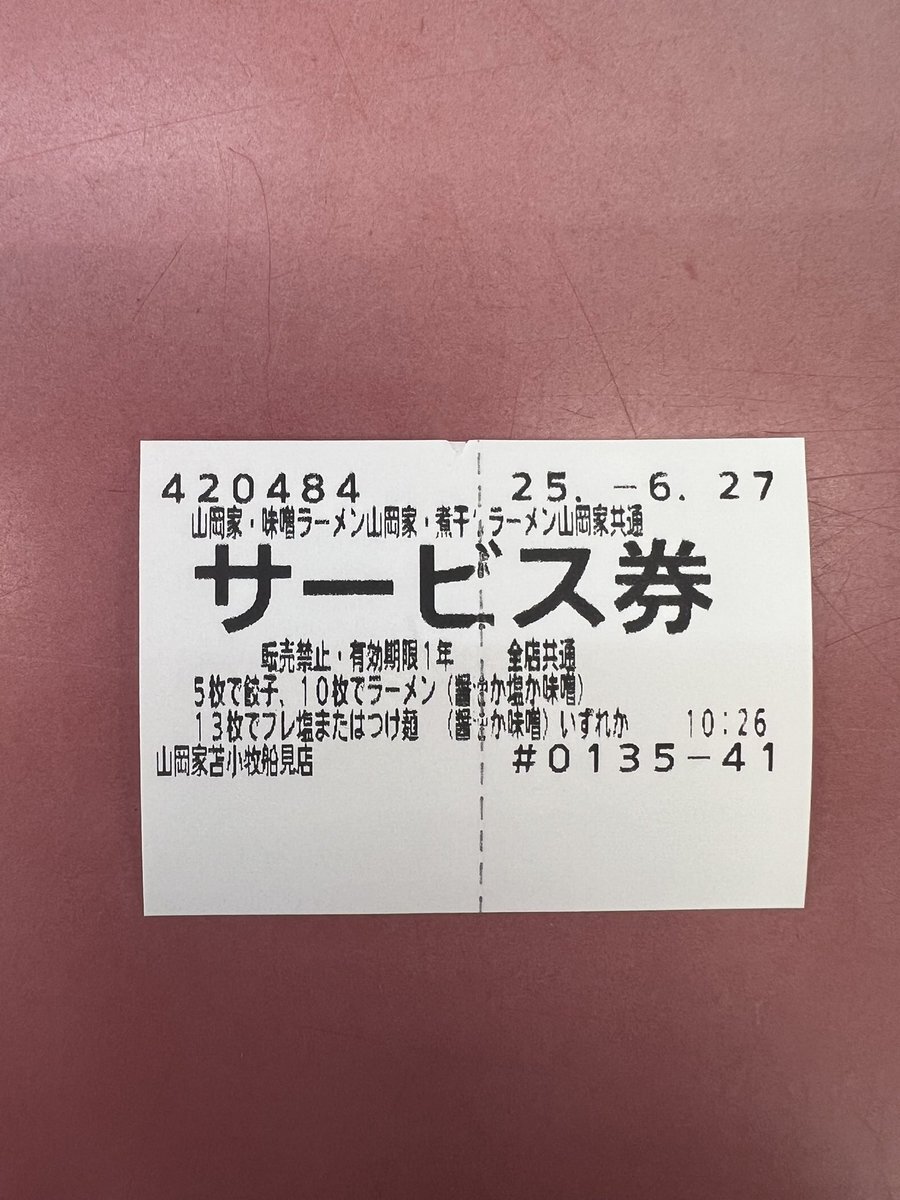 420484 25.-6.27
山岡家・味噌ラーメン山岡家・煮干しラーメン山岡家共通
サービス券
転売禁止・有効期限1年 全店共通
5枚で餃子、10枚でラーメン(醤油か塩か味噌)
13枚でプレ塩またはつけ麺 (醤油か味噌)いずれか 10:26
山岡家苫小牧船見店 #0135-41